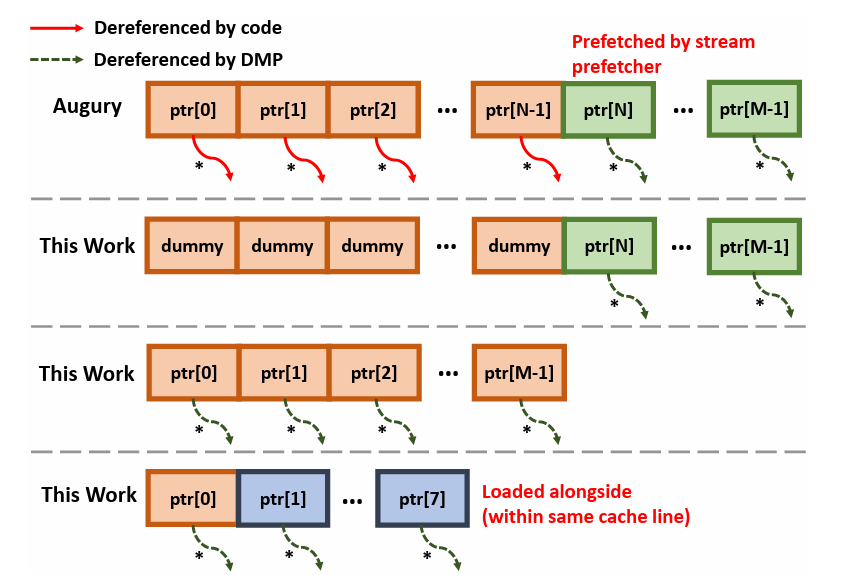 Dereferenced by code
Dereferenced by DMP
Prefetched by stream
prefetcher
Augury
ptr[0] ptr[1] ptr[2] ... ptr[N-1] ptr[N] ... ptr[M-1]
* * * * * *
This Work
dummy dummy dummy ... dummy ptr[N] ... ptr[M-1]
* *
This Work
ptr[0] ptr[1] ptr[2] ... ptr[M-1]
* * * *
This Work
ptr[0] ptr[1] ... ptr[7]
Loaded alongside
(within same cache line)
* * *